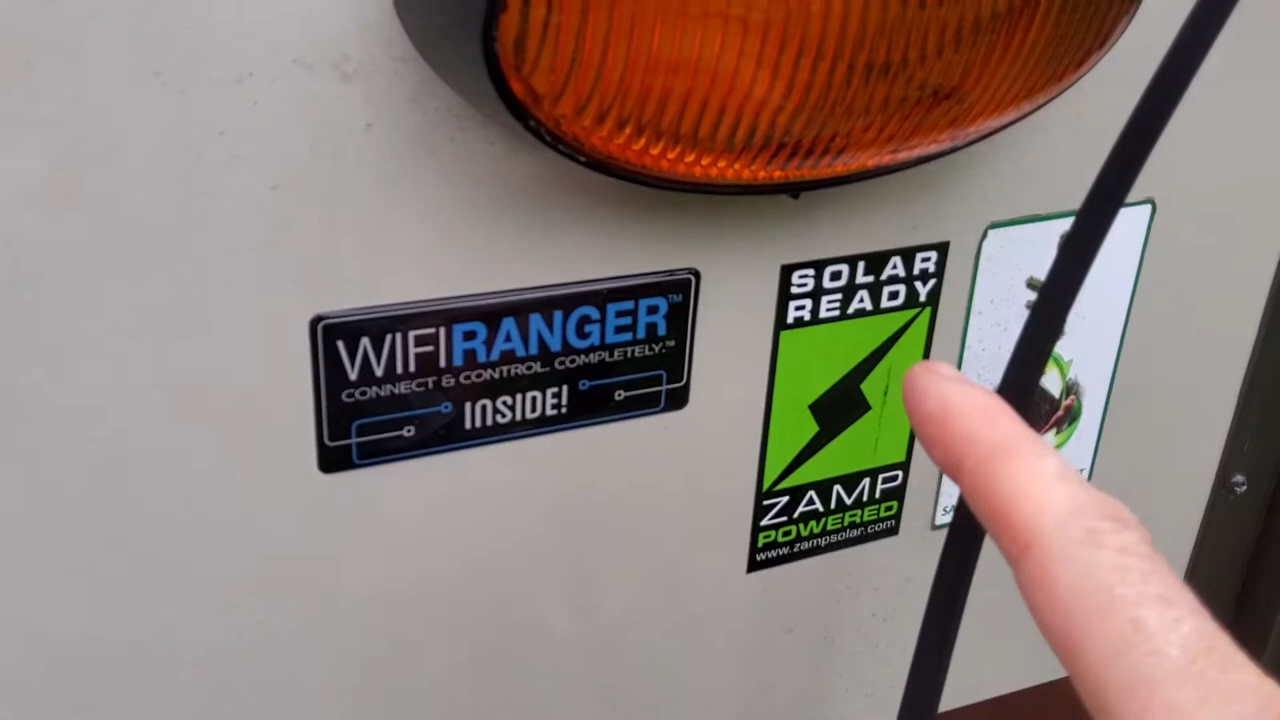 WIFIRANGER™
CONNECT & CONTROL. COMPLETELY.™
INSIDE!
SOLAR
READY
ZAMP
POWERED
www.zampsolar.com